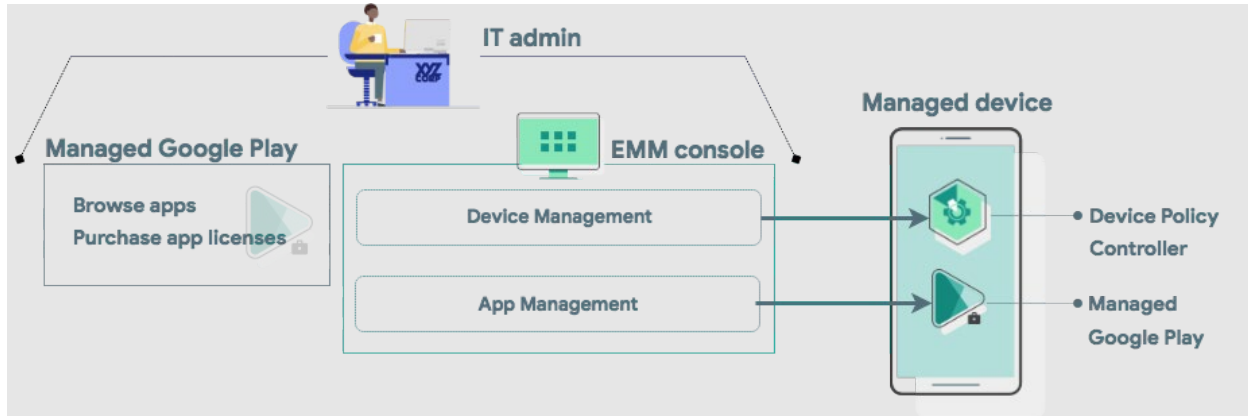 IT admin
XYZ
CORP
Managed Google Play
Browse apps
Purchase app licenses
EMM console
Device Management
App Management
Managed device
Device Policy
Controller
Managed
Google Play